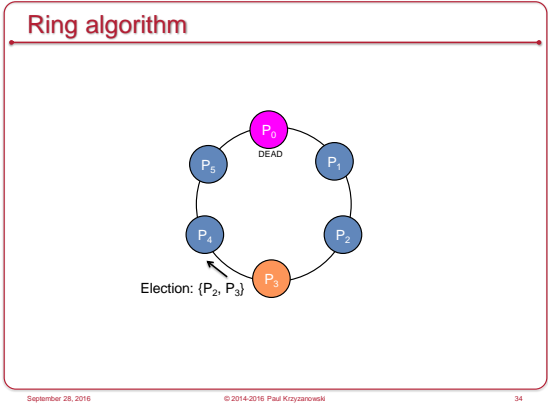 Ring algorithm
P₀
DEAD
P₅
P₁
P₄
P₂
P₃
Election: {P₂, P₃}
September 28, 2016
© 2014-2016 Paul Krzyzanowski
34